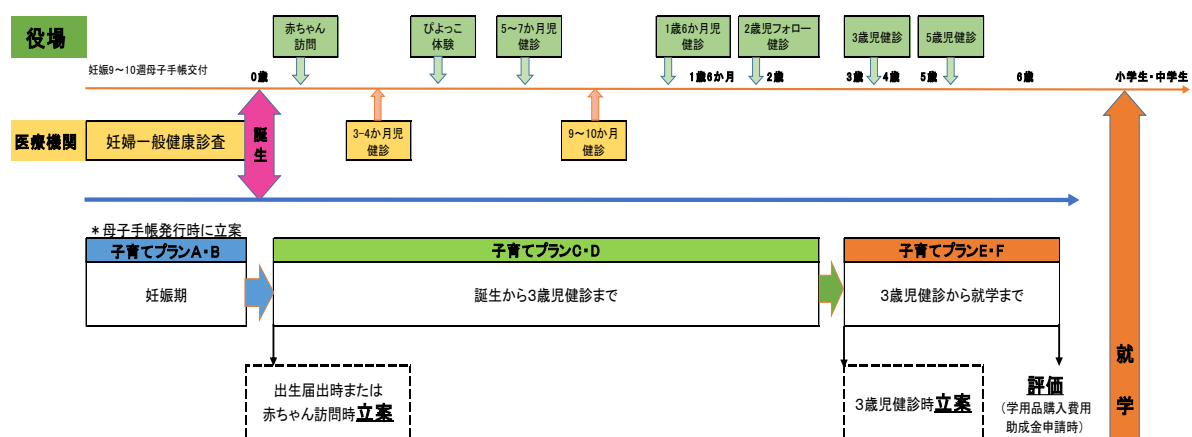 役場
赤ちゃん
訪問
ぴよっこ
体験
5~7か月児
健診
1歳6か月児
健診
2歳児フォロー
健診
3歳児健診
5歳児健診
妊娠9~10週母子手帳交付
0歳
1歳6か月
2歳
3歳
4歳
5歳
6歳
小学生・中学生
医療機関
妊婦一般健康診査
誕生
3-4か月児
健診
9~10か月
健診
*母子手帳発行時に立案
子育てプランA・B
子育てプランC・D
子育てプランE・F
妊娠期
誕生から3歳児健診まで
3歳児健診から就学まで
出生届出時または
赤ちゃん訪問時立案
3歳児健診時立案
評価
(学用品購入費用
助成金申請時)
就学